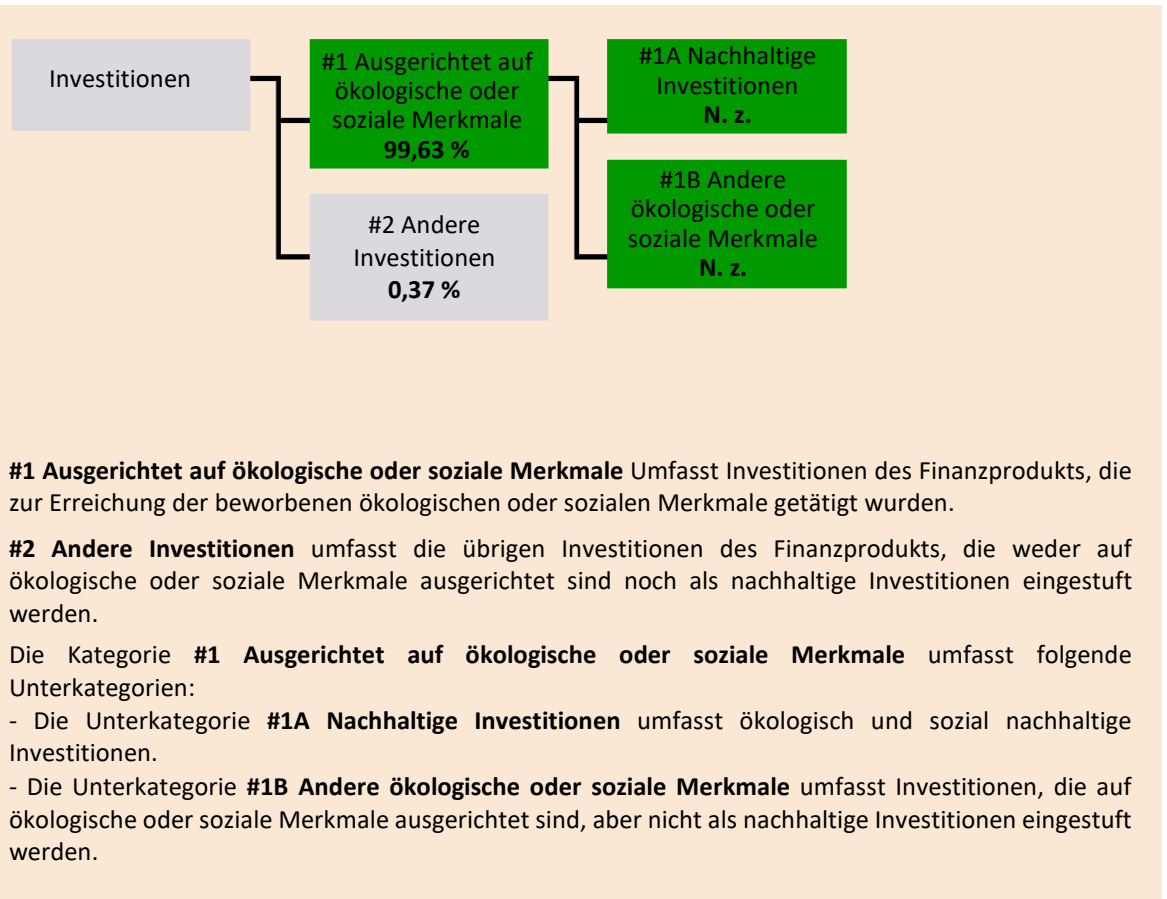 Investitionen
#1 Ausgerichtet auf
ökologische oder
soziale Merkmale
99,63 %
#2 Andere
Investitionen
0,37 %
#1A Nachhaltige
Investitionen
N. z.
#1B Andere
ökologische oder
soziale Merkmale
N. z.
#1 Ausgerichtet auf ökologische oder soziale Merkmale Umfasst Investitionen des Finanzprodukts, die
zur Erreichung der beworbenen ökologischen oder sozialen Merkmale getätigt wurden.
#2 Andere Investitionen umfasst die übrigen Investitionen des Finanzprodukts, die weder auf
ökologische oder soziale Merkmale ausgerichtet sind noch als nachhaltige Investitionen eingestuft
werden.
Die Kategorie #1 Ausgerichtet auf ökologische oder soziale Merkmale umfasst folgende
Unterkategorien:
- Die Unterkategorie #1A Nachhaltige Investitionen umfasst ökologisch und sozial nachhaltige
Investitionen.
- Die Unterkategorie #1B Andere ökologische oder soziale Merkmale umfasst Investitionen, die auf
ökologische oder soziale Merkmale ausgerichtet sind, aber nicht als nachhaltige Investitionen eingestuft
werden.